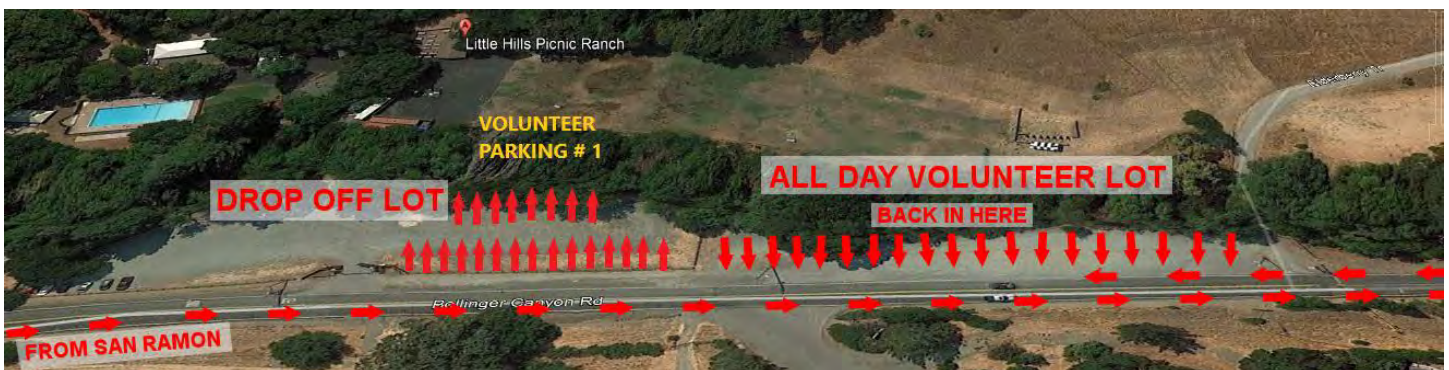 A
Little Hills Picnic Ranch
VOLUNTEER
PARKING # 1
DROP OFF LOT
ALL DAY VOLUNTEER LOT
BACK IN HERE
Bollinger Canyon Rd
FROM SAN RAMON